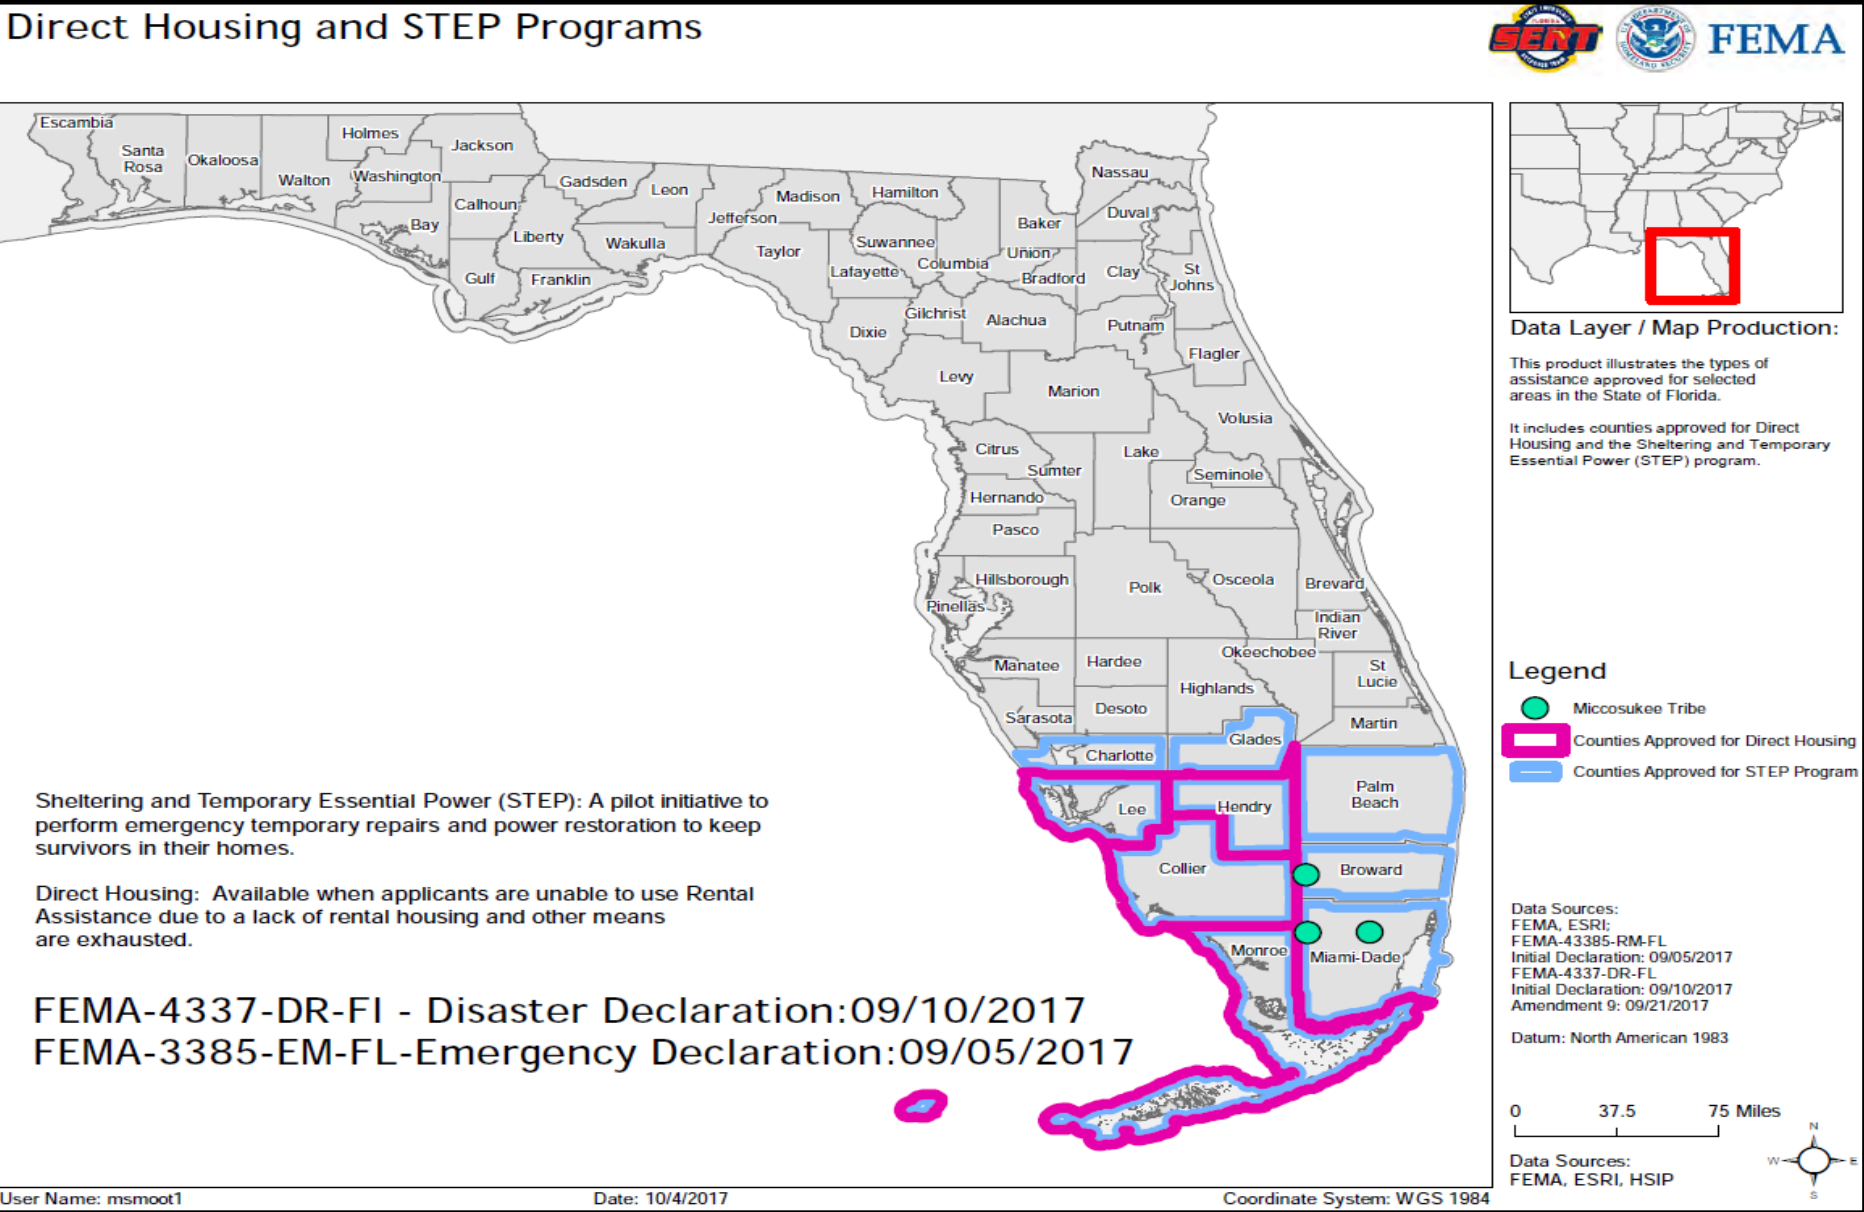 Direct Housing and STEP Programs
SERT
FEMA
Escambia
Santa
Rosa
Okaloosa
Walton
Holmes
Washington
Jackson
Bay
Calhoun
Gulf
Liberty
Franklin
Gadsden
Leon
Wakulla
Jefferson
Madison
Taylor
Hamilton
Suwannee
Lafayette
Columbia
Dixie
Gilchrist
Baker
Union
Bradford
Alachua
Nassau
Duval
Clay
St
Johns
Putnam
Flagler
Levy
Marion
Volusia
Citrus
Sumter
Lake
Seminole
Hernando
Orange
Pasco
Hillsborough
Pinellas
Polk
Osceola
Brevard
Indian
River
Manatee
Hardee
Okeechobee
Highlands
St
Lucie
Sarasota
Desoto
Martin
Glades
Charlotte
Lee
Hendry
Palm
Beach
Collier
Broward
Monroe
Miami-Dade
Sheltering and Temporary Essential Power (STEP): A pilot initiative to
perform emergency temporary repairs and power restoration to keep
survivors in their homes.
Direct Housing: Available when applicants are unable to use Rental
Assistance due to a lack of rental housing and other means
are exhausted.
FEMA-4337-DR-Fl - Disaster Declaration:09/10/2017
FEMA-3385-EM-FL-Emergency Declaration:09/05/2017
Data Layer / Map Production:
This product illustrates the types of
assistance approved for selected
areas in the State of Florida.
It includes counties approved for Direct
Housing and the Sheltering and Temporary
Essential Power (STEP) program.
Legend
Miccosukee Tribe
Counties Approved for Direct Housing
Counties Approved for STEP Program
Data Sources:
FEMA, ESRI;
FEMA-43385-RM-FL
Initial Declaration: 09/05/2017
FEMA-4337-DR-FL
Initial Declaration: 09/10/2017
Amendment 9: 09/21/2017
Datum: North American 1983
0 37.5 75 Miles
N
W E
S
Data Sources:
FEMA, ESRI, HSIP
User Name: msmoot1
Date: 10/4/2017
Coordinate System: WGS 1984